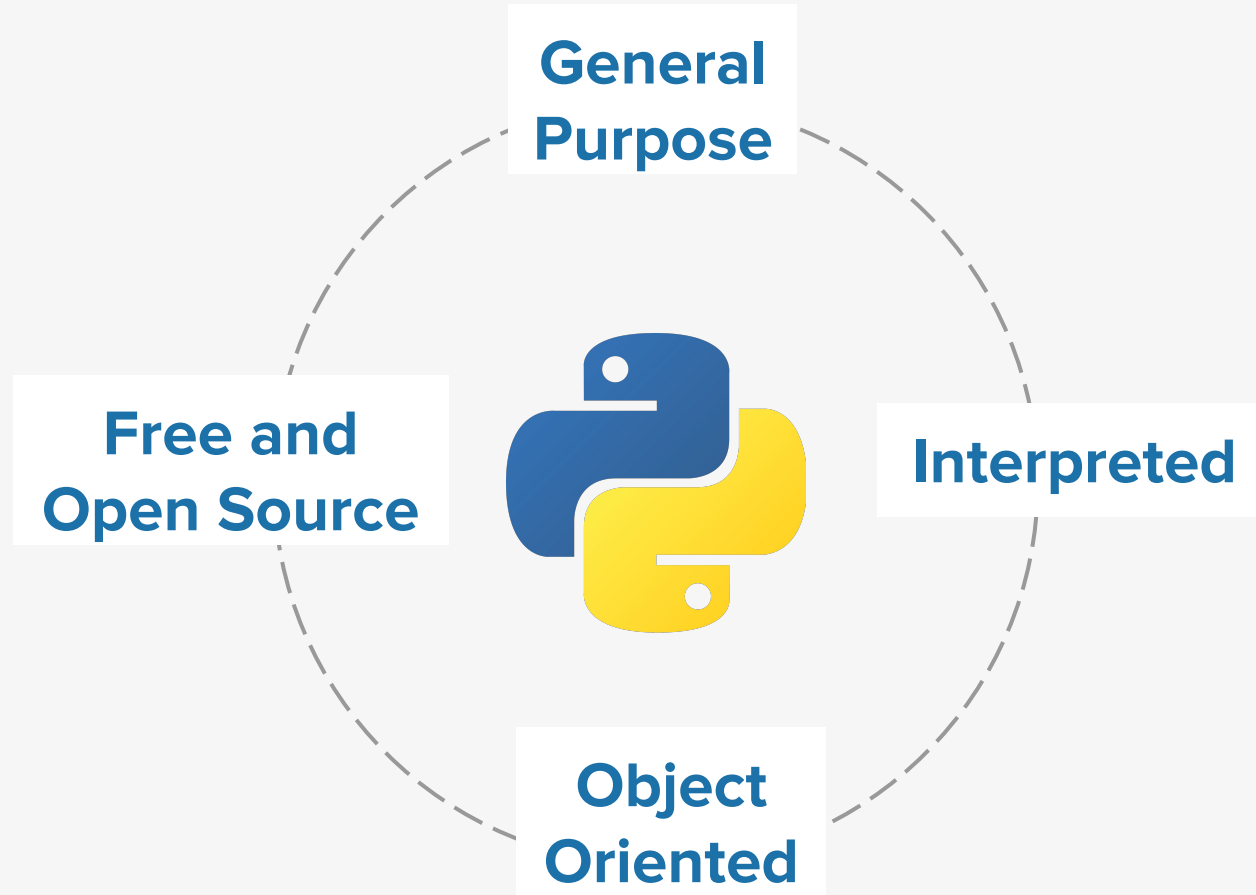 General
Purpose
Free and
Open Source
Interpreted
Object
Oriented